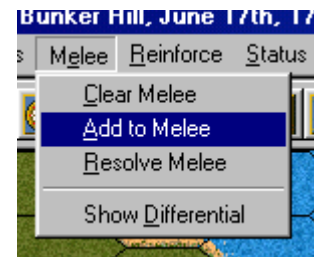 Bunker Hill, June 17th, 17
s Melee Reinforce Status
Clear Melee
Add to Melee
Resolve Melee
Show Differential